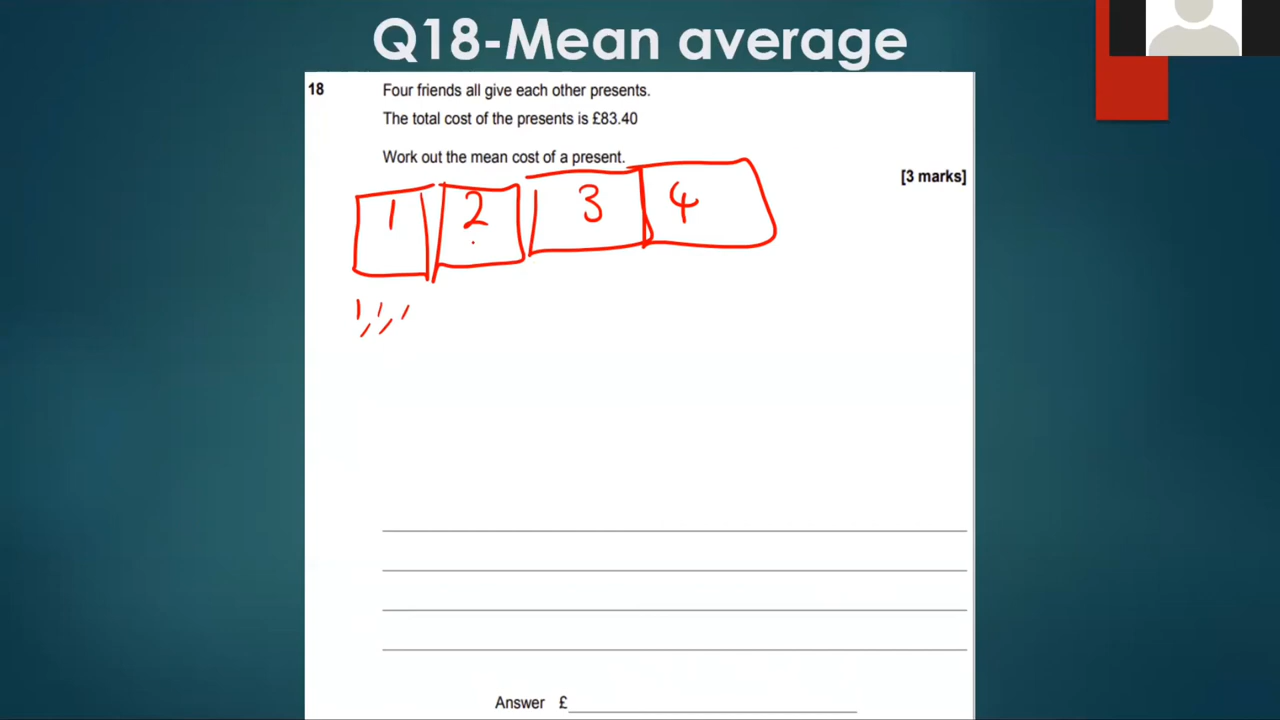 Q18-Mean average
18 Four friends all give each other presents.
The total cost of the presents is £83.40
Work out the mean cost of a present.
[3 marks]
1 2 3 4
Answer £